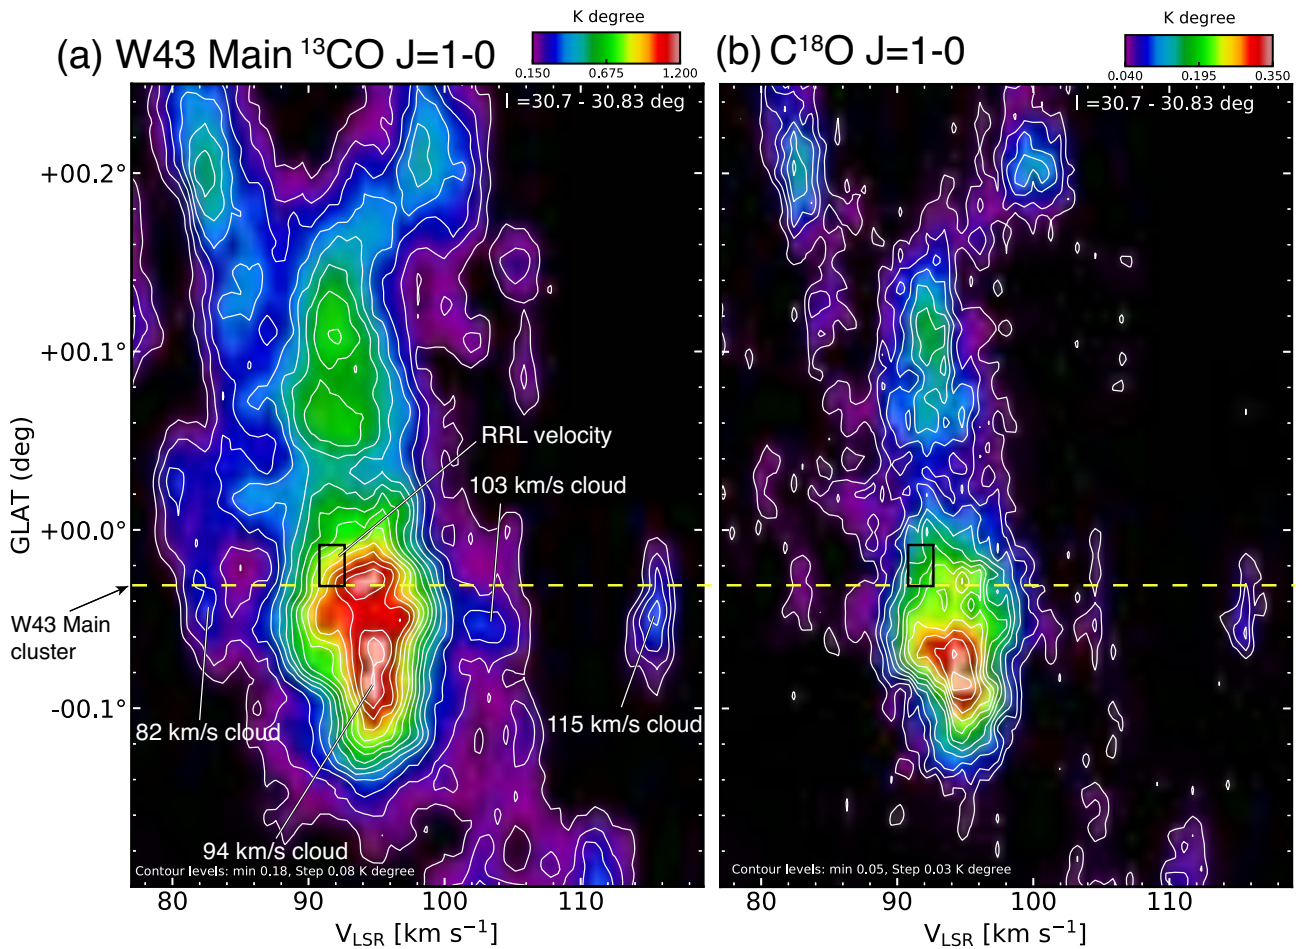 (a) W43 Main ¹³CO J=1-0
K degree
0.150 0.675 1.200
(b) C¹⁸O J=1-0
K degree
0.040 0.195 0.350
l =30.7 - 30.83 deg
l =30.7 - 30.83 deg
+00.2°
+00.1°
+00.0°
-00.1°
GLAT (deg)
RRL velocity
103 km/s cloud
W43 Main
cluster
82 km/s cloud
115 km/s cloud
94 km/s cloud
Contour levels: min 0.18, Step 0.08 K degree
Contour levels: min 0.05, Step 0.03 K degree
80 90 100 110
80 90 100 110
V_LSR [km s⁻¹]
V_LSR [km s⁻¹]